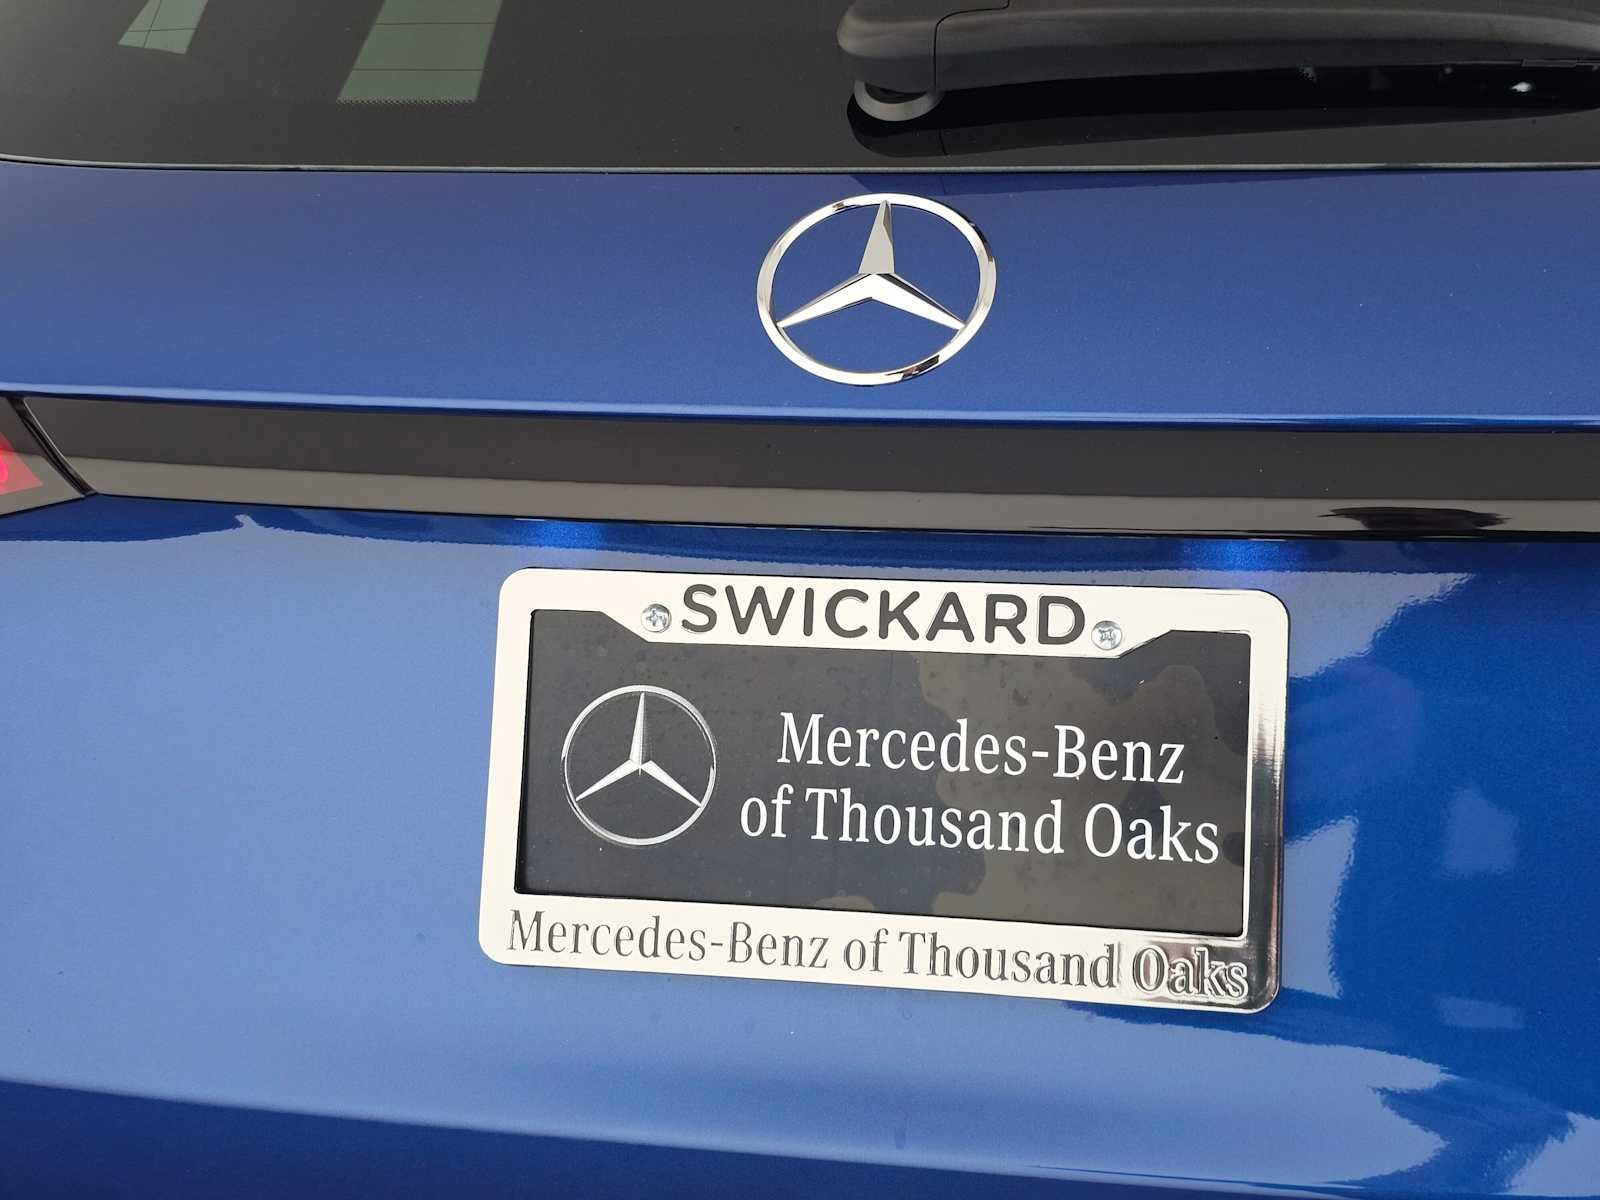 SWICKARD
Mercedes-Benz
of Thousand Oaks
Mercedes-Benz of Thousand Oaks